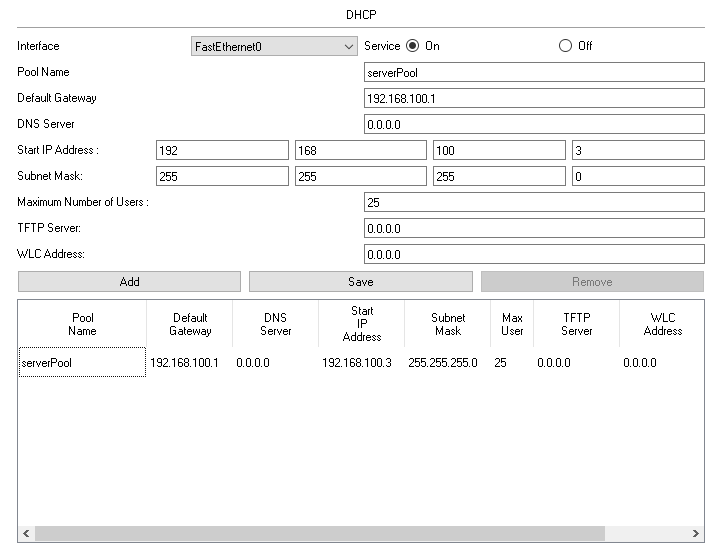 DHCP
Interface FastEthernet0 Service On Off
Pool Name serverPool
Default Gateway 192.168.100.1
DNS Server 0.0.0.0
Start IP Address : 192 168 100 3
Subnet Mask: 255 255 255 0
Maximum Number of Users : 25
TFTP Server: 0.0.0.0
WLC Address: 0.0.0.0
Add Save Remove
Pool Name Default Gateway DNS Server Start IP Address Subnet Mask Max User TFTP Server WLC Address
serverPool 192.168.100.1 0.0.0.0 192.168.100.3 255.255.255.0 25 0.0.0.0 0.0.0.0